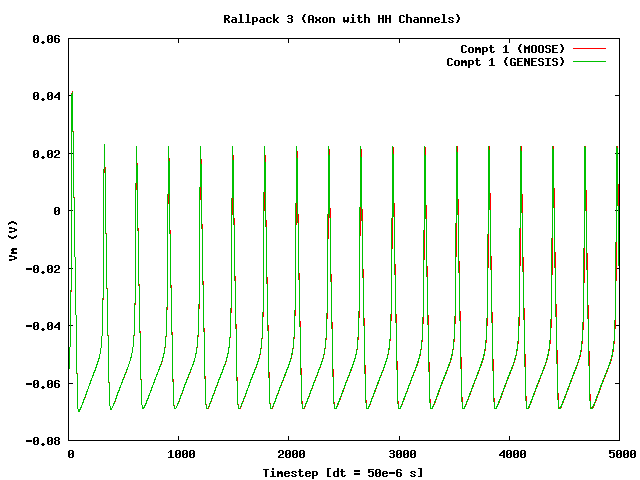 Rallpack 3 (Axon with HH Channels)
0.06
Compt 1 (MOOSE)
Compt 1 (GENESIS)
0.04
0.02
0
Vm (V)
-0.02
-0.04
-0.06
-0.08
0 1000 2000 3000 4000 5000
Timestep [dt = 50e-6 s]